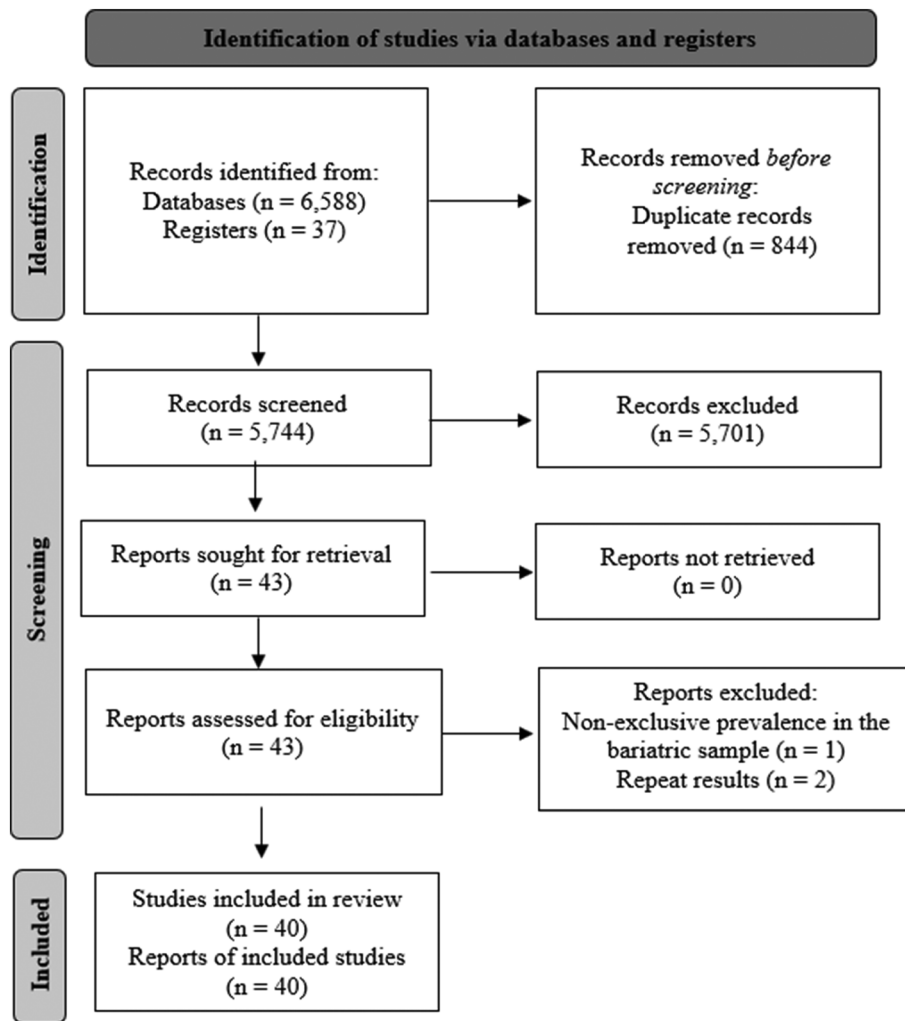 Identification of studies via databases and registers
Identification
Records identified from:
Databases (n = 6,588)
Registers (n = 37)
Records removed before
screening:
Duplicate records
removed (n = 844)
Screening
Records screened
(n = 5,744)
Records excluded
(n = 5,701)
Reports sought for retrieval
(n = 43)
Reports not retrieved
(n = 0)
Reports assessed for eligibility
(n = 43)
Reports excluded:
Non-exclusive prevalence in the
bariatric sample (n = 1)
Repeat results (n = 2)
Included
Studies included in review
(n = 40)
Reports of included studies
(n = 40)